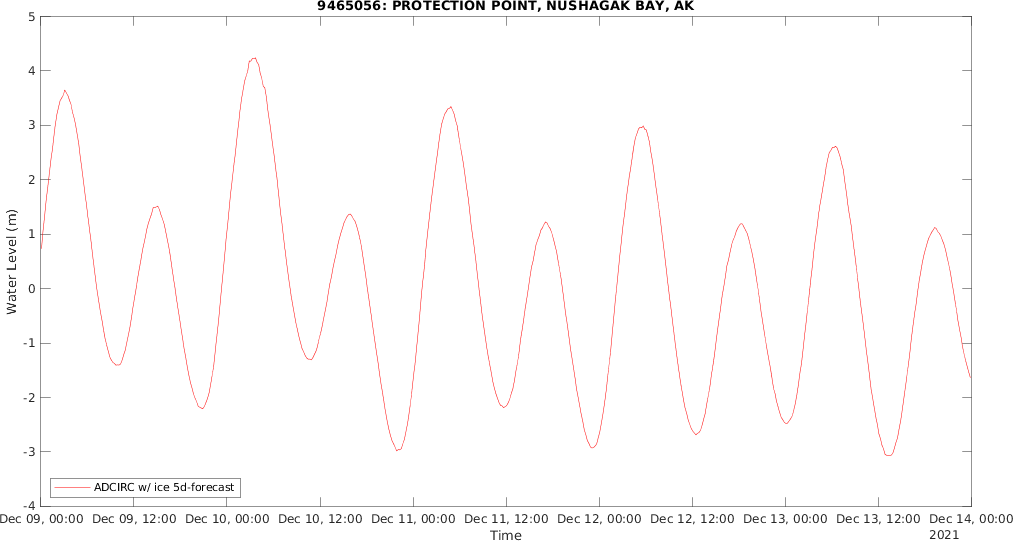 9465056: PROTECTION POINT, NUSHAGAK BAY, AK
5
4
3
2
1
0
-1
-2
-3
-4
Water Level (m)
ADCIRC w/ ice 5d-forecast
Dec 09, 00:00 Dec 09, 12:00 Dec 10, 00:00 Dec 10, 12:00 Dec 11, 00:00 Dec 11, 12:00 Dec 12, 00:00 Dec 12, 12:00 Dec 13, 00:00 Dec 13, 12:00 Dec 14, 00:00
Time
2021